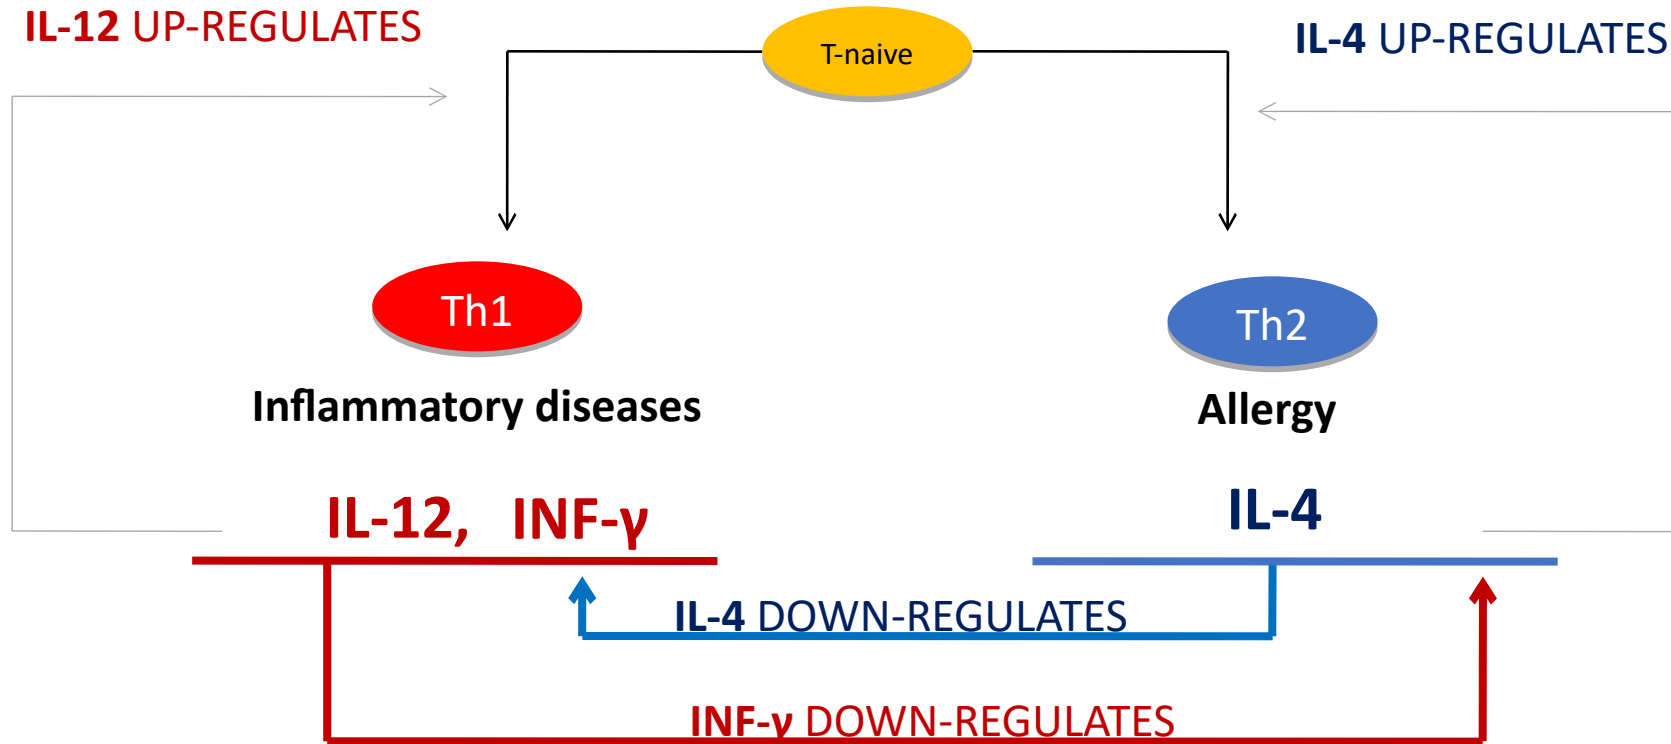 IL-12 UP-REGULATES
T-naive
IL-4 UP-REGULATES
Th1
Th2
Inflammatory diseases
Allergy
IL-12, INF-γ
IL-4
IL-4 DOWN-REGULATES
INF-γ DOWN-REGULATES